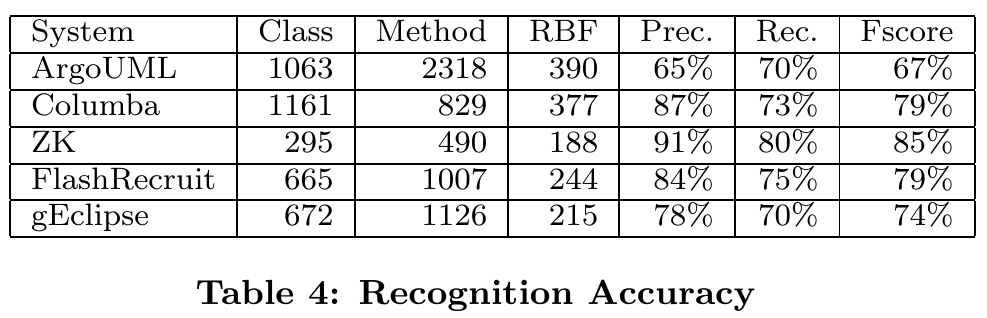 System Class Method RBF Prec. Rec. Fscore
ArgoUML 1063 2318 390 65% 70% 67%
Columba 1161 829 377 87% 73% 79%
ZK 295 490 188 91% 80% 85%
FlashRecruit 665 1007 244 84% 75% 79%
gEclipse 672 1126 215 78% 70% 74%
Table 4: Recognition Accuracy